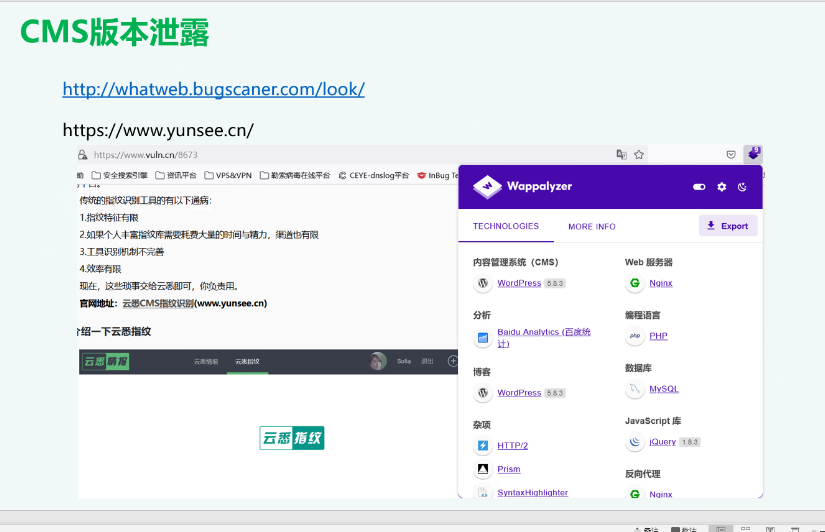 CMS版本泄露
http://whatweb.bugscaner.com/look/
https://www.yunsee.cn/
https://www.vuln.cn/8673
安全搜索引擎 资讯平台 VPS&VPN 勒索病毒在线平台 CEYE-dnslog平台 InBug Te
传统的指纹识别工具的有以下通病:
1.指纹特征有限
2.如果个人丰富指纹库需要耗费大量的时间与精力，渠道也有限
3.工具识别机制不完善
4.效率有限
现在，这些琐事交给云悉即可，你负责用。
官网地址：云悉CMS指纹识别(www.yunsee.cn)
介绍一下云悉指纹
云悉情报 云悉情报 云悉指纹 Sofia 退出
云悉指纹
Wappalyzer
TECHNOLOGIES MORE INFO Export
内容管理系统（CMS）
WordPress 5.8.3
分析
Baidu Analytics (百度统计)
博客
WordPress 5.8.3
杂项
HTTP/2
Prism
SyntaxHighlighter
Web 服务器
Nginx
编程语言
PHP
数据库
MySQL
JavaScript 库
jQuery 1.8.3
反向代理
Nginx
备注 批注